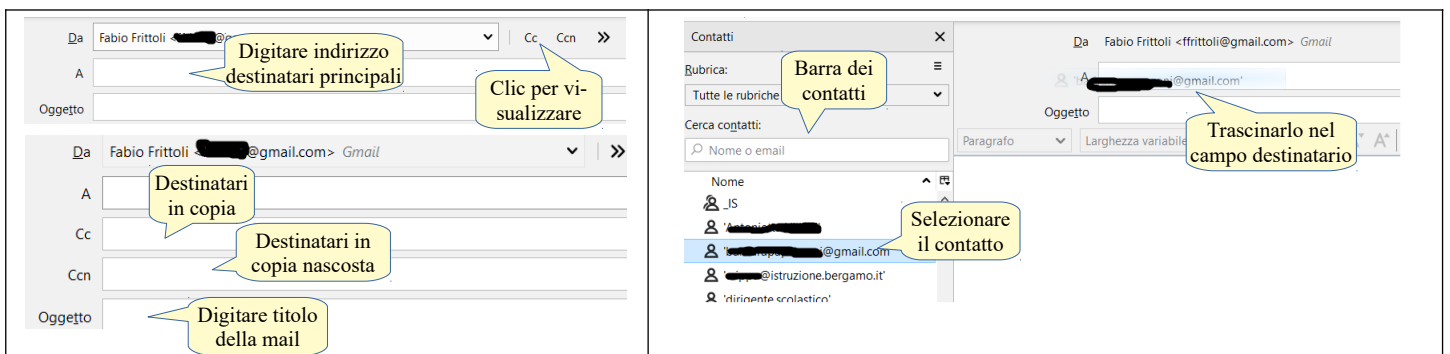 Da Fabio Frittoli < @g Cc Ccn »
Digitare indirizzo
destinatari principali
A
Clic per vi-
sualizzare
Oggetto
Da Fabio Frittoli < @gmail.com> Gmail »
A
Destinatari
in copia
Cc
Destinatari in
copia nascosta
Ccn
Oggetto
Digitare titolo
della mail
Contatti
Rubrica:
Tutte le rubriche
Barra dei
contatti
Cerca contatti:
Nome o email
Nome
_IS
@gmail.com
@istruzione.bergamo.it'
'dirigente scolastico'
Selezionare
il contatto
Da Fabio Frittoli <ffrittoli@gmail.com> Gmail
A @gmail.com'
Oggetto
Paragrafo Larghezza variabile
Trascinarlo nel
campo destinatario